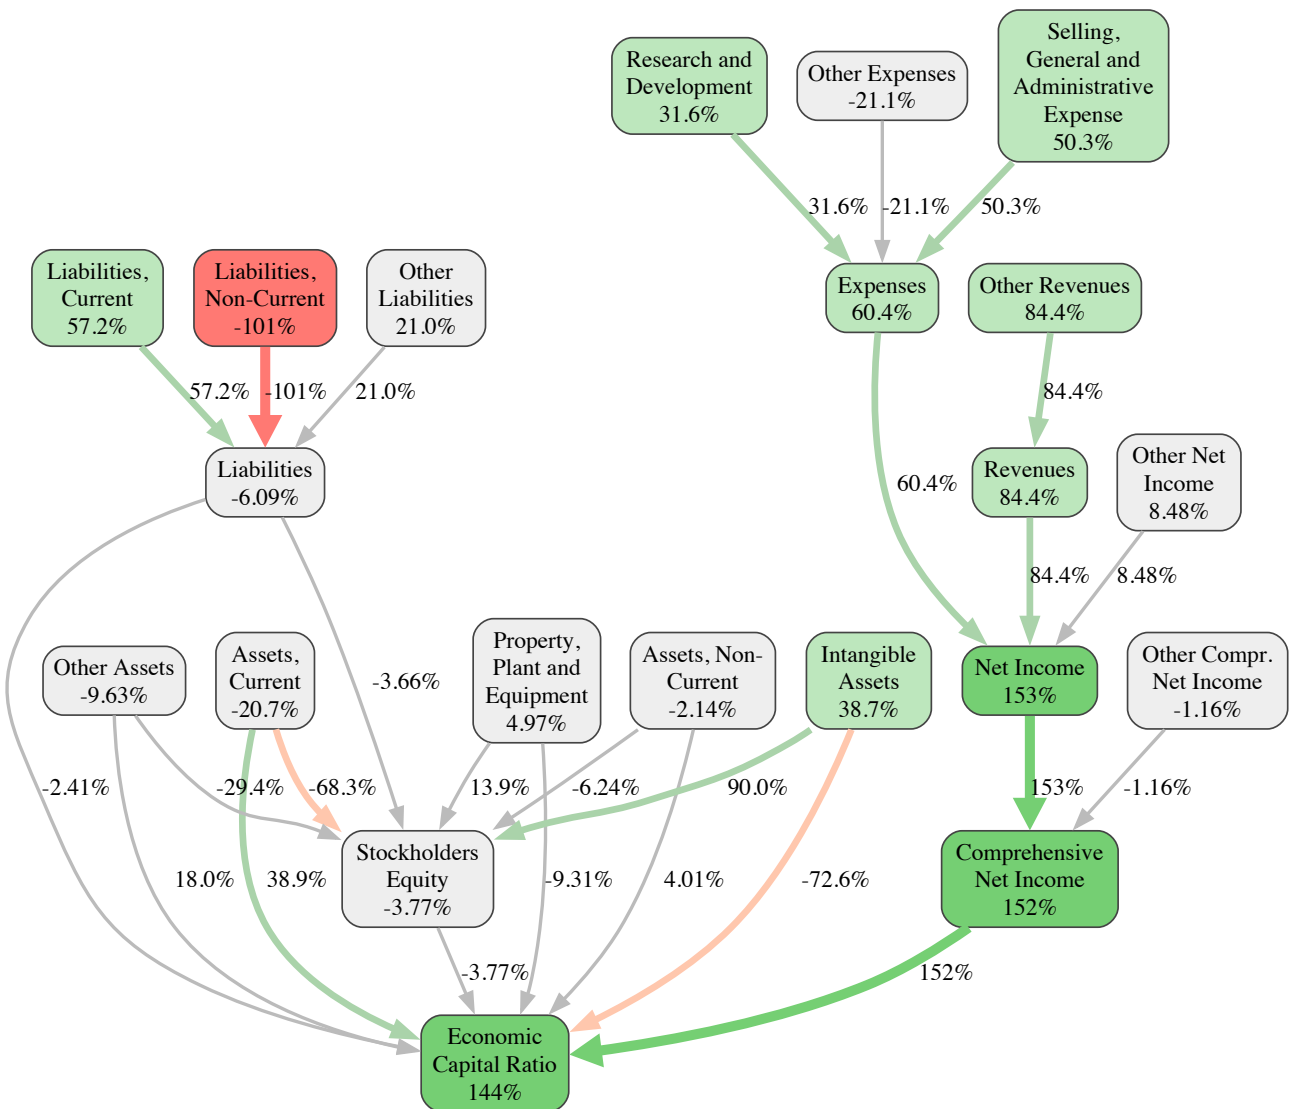 Selling,
General and
Administrative
Expense
50.3%
Research and
Development
31.6%
Other Expenses
-21.1%
31.6%
-21.1%
50.3%
Liabilities,
Current
57.2%
Liabilities,
Non-Current
-101%
Other
Liabilities
21.0%
Expenses
60.4%
Other Revenues
84.4%
57.2%
-101%
21.0%
84.4%
Liabilities
-6.09%
60.4%
Revenues
84.4%
Other Net
Income
8.48%
84.4%
8.48%
Other Assets
-9.63%
Assets,
Current
-20.7%
-3.66%
Property,
Plant and
Equipment
4.97%
Assets, Non-
Current
-2.14%
Intangible
Assets
38.7%
Net Income
153%
Other Compr.
Net Income
-1.16%
-2.41%
-29.4%
-68.3%
13.9%
-6.24%
90.0%
153%
-1.16%
18.0%
38.9%
Stockholders
Equity
-3.77%
-9.31%
4.01%
-72.6%
Comprehensive
Net Income
152%
-3.77%
152%
Economic
Capital Ratio
144%